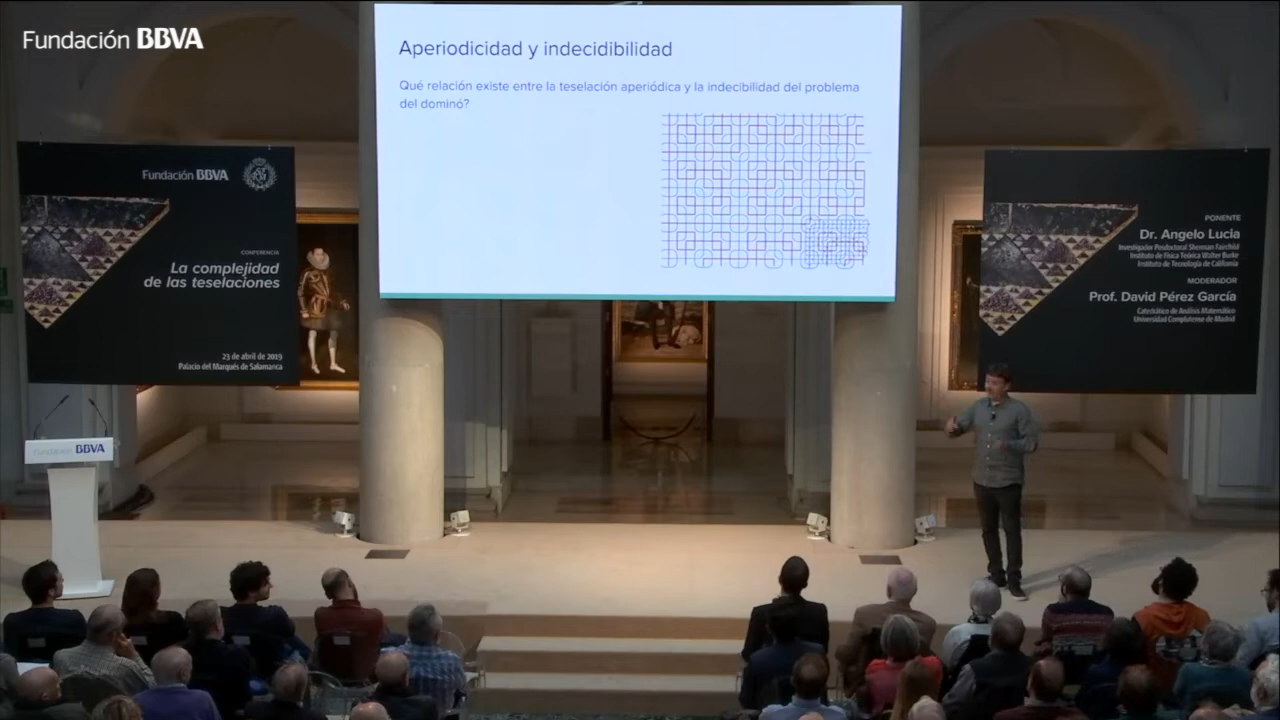 Fundación BBVA
Aperiodicidad y indecidibilidad
Qué relación existe entre la teselación aperiódica y la indecibilidad del problema
del dominó?
Fundación BBVA
CONFERENCIA
La complejidad
de las teselaciones
23 de abril de 2019
Palacio del Marqués de Salamanca
PONENTE
Dr. Angelo Lucia
Investigador Posdoctoral Sherman Fairchild
Instituto de Física Teórica Walter Burke
Instituto de Tecnología de California
MODERADOR
Prof. David Pérez García
Catedrático de Análisis Matemático
Universidad Complutense de Madrid
Fundación BBVA